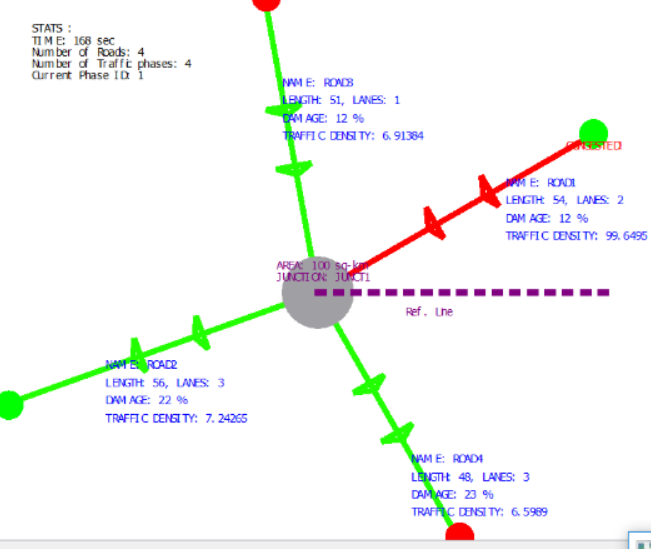 STATS :
TIME: 168 sec
Number of Roads: 4
Number of Traffic phases: 4
Current Phase ID: 1
NAME: ROAD3
LENGTH: 51, LANES: 1
DAMAGE: 12 %
TRAFFIC DENSITY: 6.91384
CONGESTED!
NAME: ROAD1
LENGTH: 54, LANES: 2
DAMAGE: 12 %
TRAFFIC DENSITY: 99.6495
AREA: 100 sq-km
JUNCTION: JUNCT1
Ref. Line
NAME: ROAD2
LENGTH: 56, LANES: 3
DAMAGE: 22 %
TRAFFIC DENSITY: 7.24265
NAME: ROAD4
LENGTH: 48, LANES: 3
DAMAGE: 23 %
TRAFFIC DENSITY: 6.5989